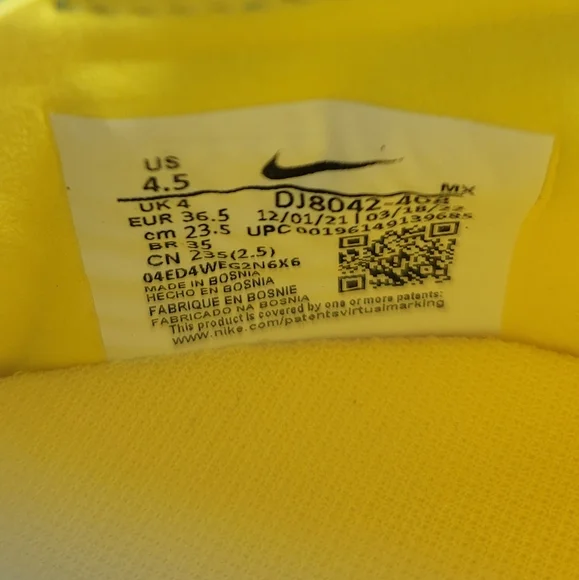 US
4.5
MX
UK 4
DJ8042-408
EUR 36.5
12/01/21 | 03/18/22
cm 23.5
UPC 00196149139685
BR 35
CN 235(2.5)
04ED4WEG2N6X6
MADE IN BOSNIA
HECHO EN BOSNIA
FABRIQUE EN BOSNIE
FABRICADO NA BOSNIA
This product is covered by one or more patents:
www.nike.com/patentsvirtualmarking